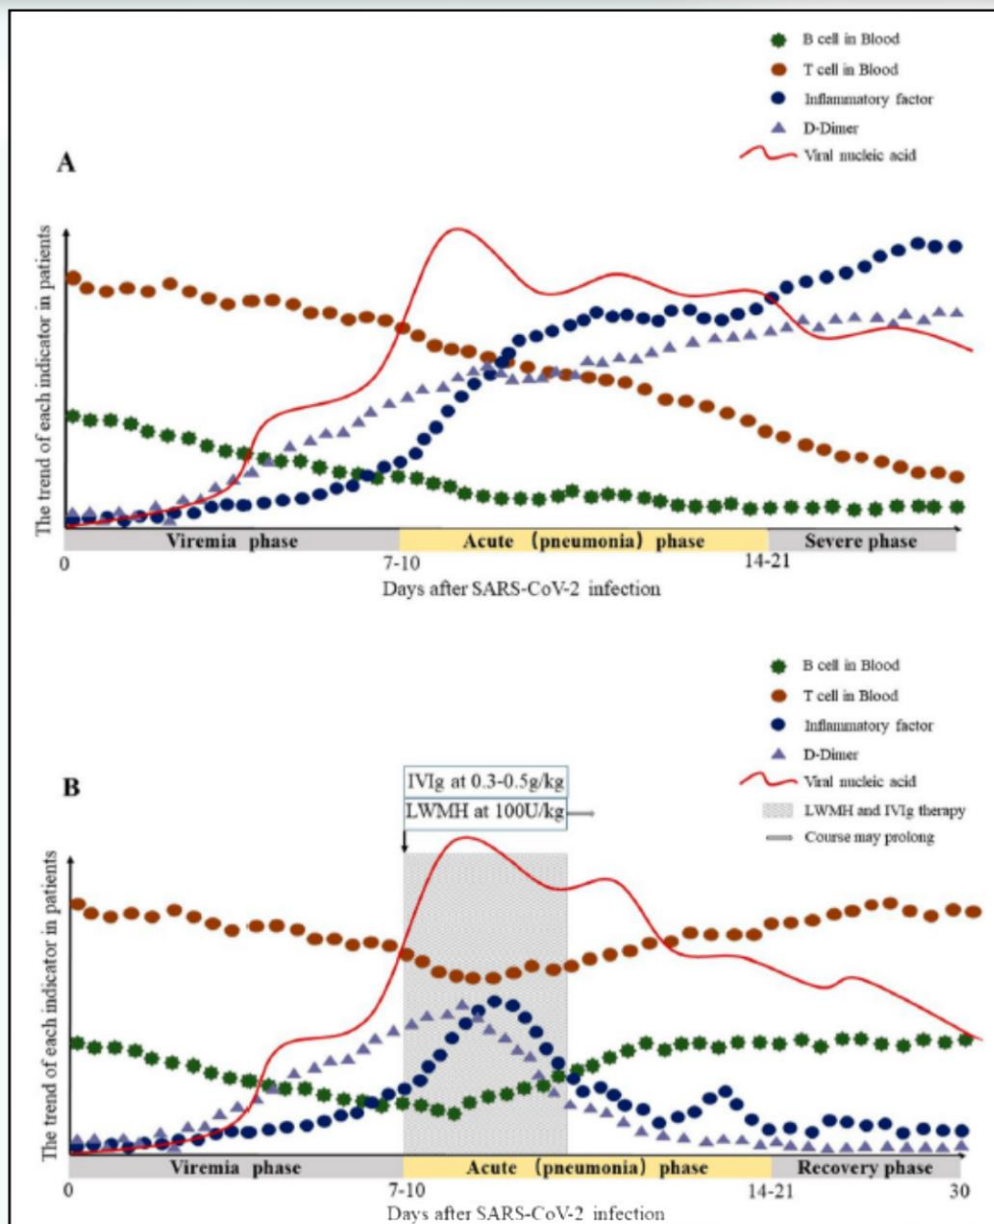 B cell in Blood
T cell in Blood
Inflammatory factor
D-Dimer
Viral nucleic acid
A
The trend of each indicator in patients
Viremia phase
Acute (pneumonia) phase
Severe phase
0
7-10
14-21
Days after SARS-CoV-2 infection
B cell in Blood
T cell in Blood
Inflammatory factor
D-Dimer
Viral nucleic acid
LWMH and IVIg therapy
Course may prolong
B
IVIg at 0.3-0.5g/kg
LWMH at 100U/kg
The trend of each indicator in patients
Viremia phase
Acute (pneumonia) phase
Recovery phase
0
7-10
14-21
30
Days after SARS-CoV-2 infection